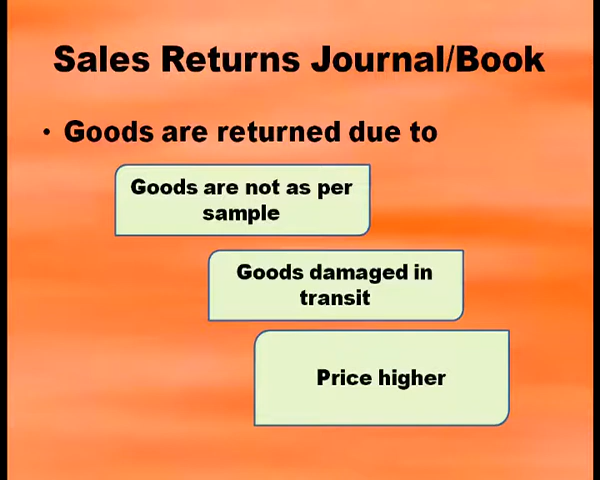 Sales Returns Journal/Book
• Goods are returned due to
Goods are not as per
sample
Goods damaged in
transit
Price higher